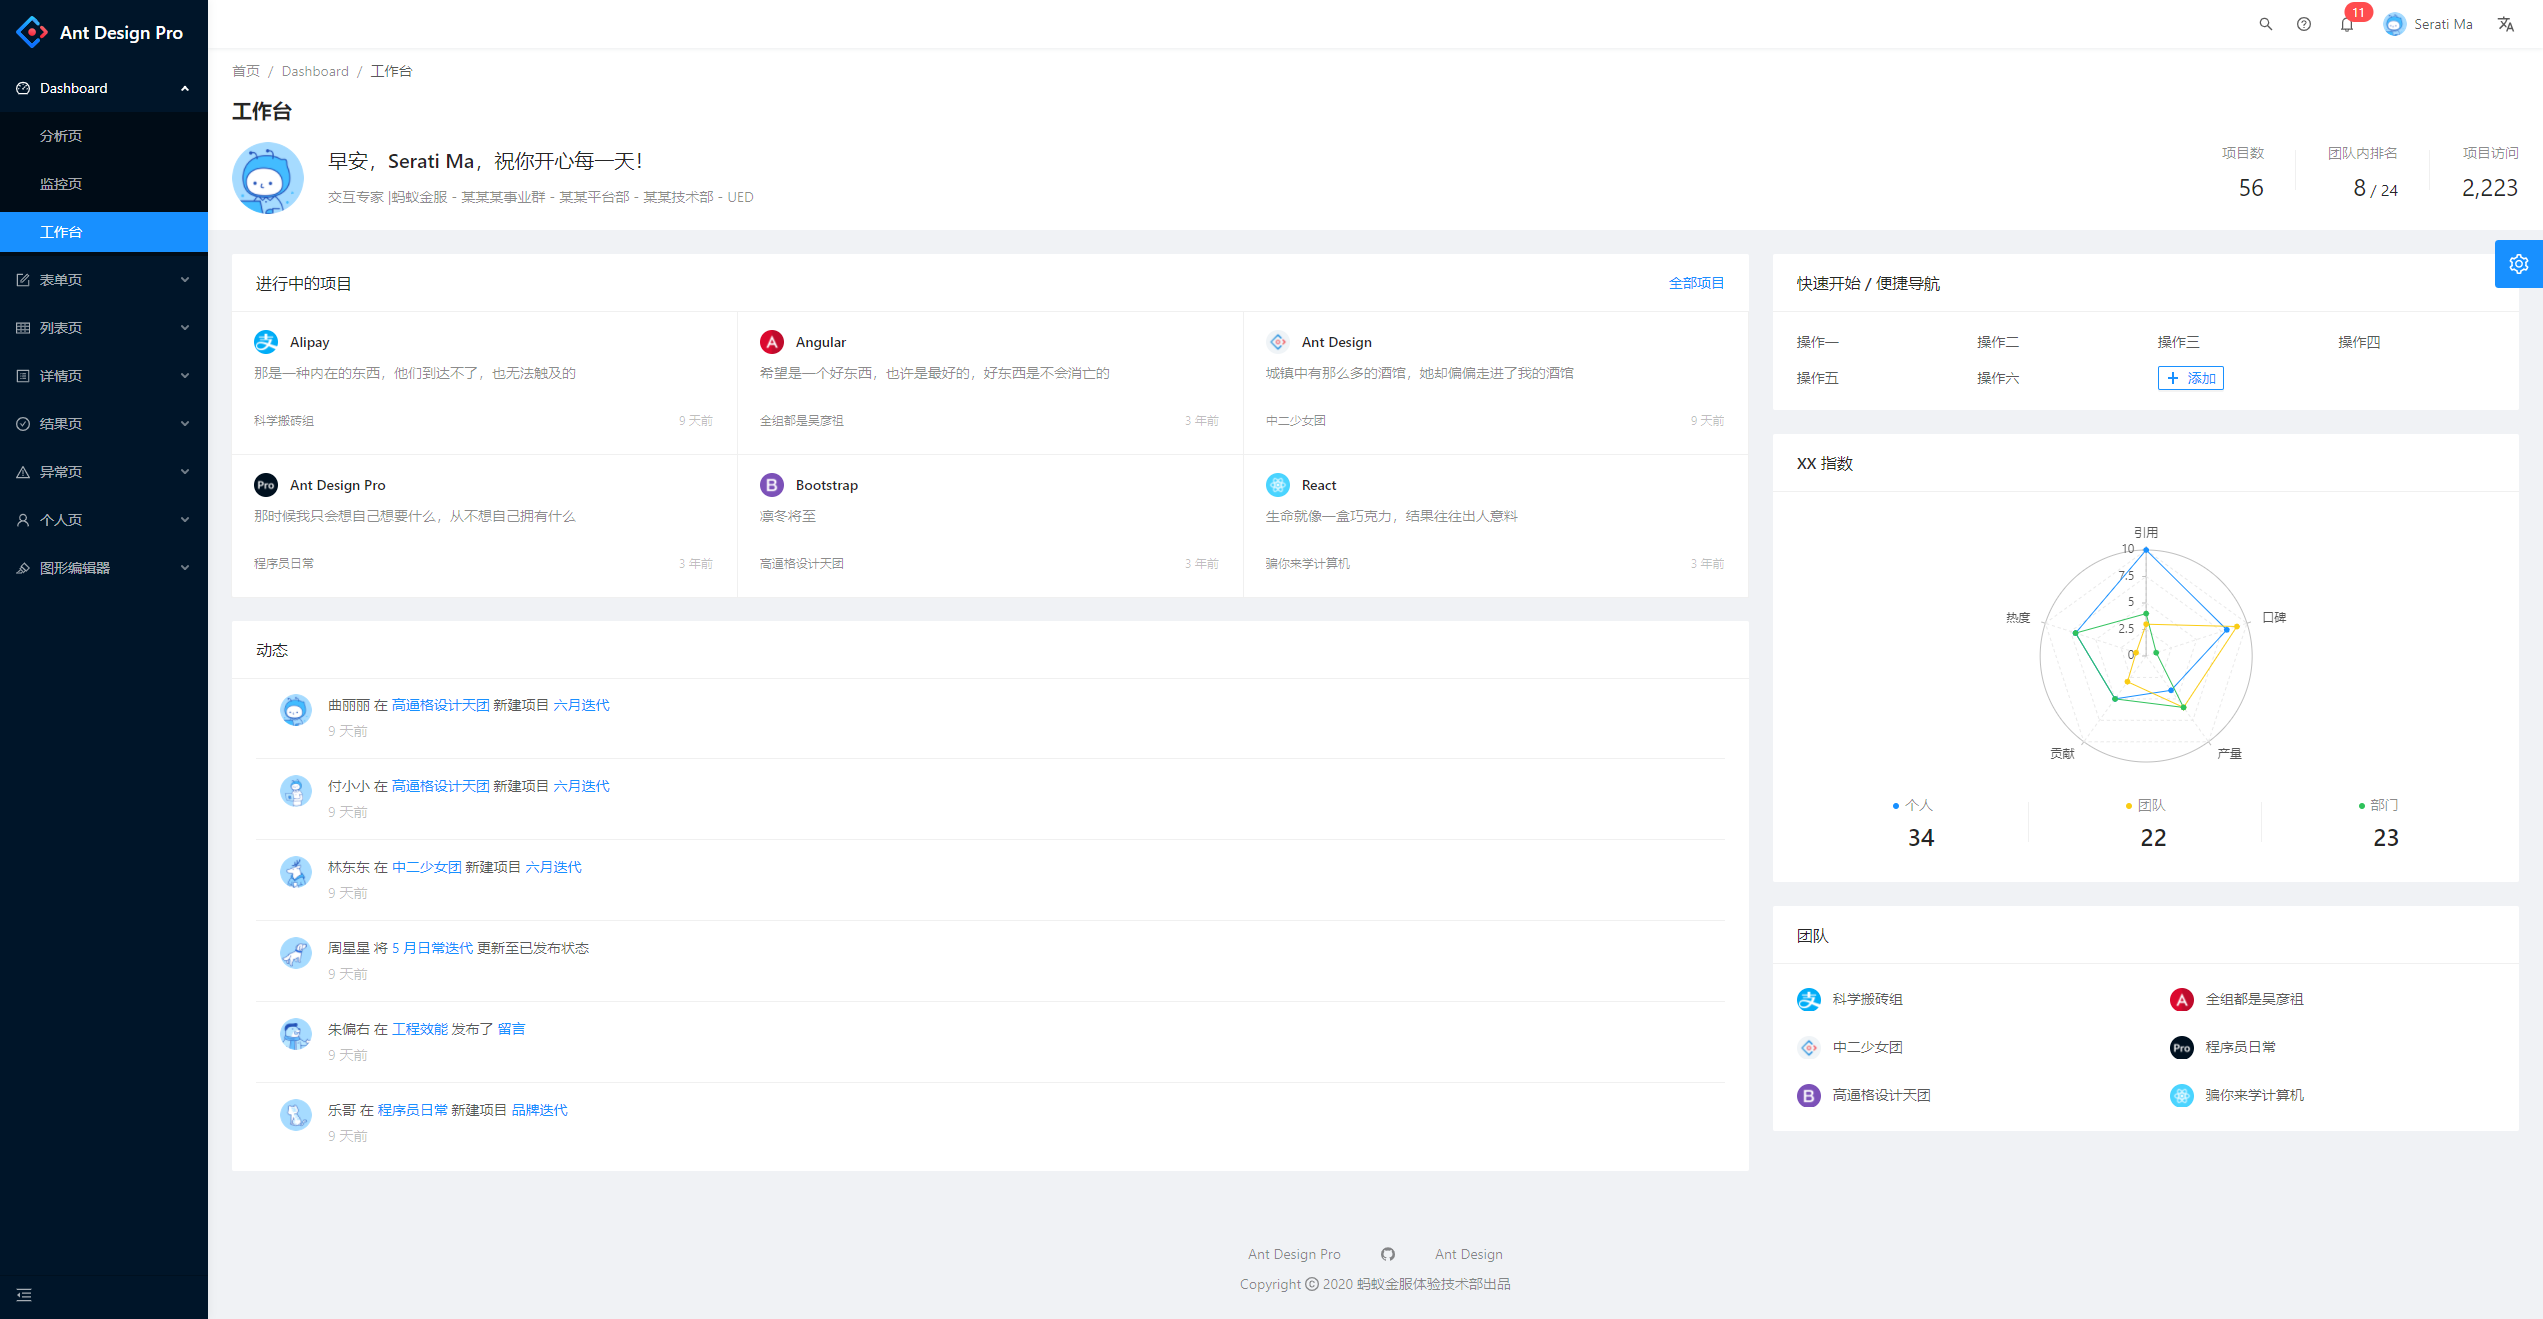 Ant Design Pro
Dashboard
分析页
监控页
工作台
表单页
列表页
详情页
结果页
异常页
个人页
图形编辑器
11
Serati Ma
首页 / Dashboard / 工作台
工作台
早安，Serati Ma，祝你开心每一天！
交互专家 |蚂蚁金服 - 某某某事业群 - 某某平台部 - 某某技术部 - UED
项目数
56
团队内排名
8 / 24
项目访问
2,223
进行中的项目
全部项目
Alipay
那是一种内在的东西，他们到达不了，也无法触及的
科学搬砖组
9 天前
Angular
希望是一个好东西，也许是最好的，好东西是不会消亡的
全组都是吴彦祖
3 年前
Ant Design
城镇中有那么多的酒馆，她却偏偏走进了我的酒馆
中二少女团
9 天前
Pro
Ant Design Pro
那时候我只会想自己想要什么，从不想自己拥有什么
程序员日常
3 年前
Bootstrap
凛冬将至
高逼格设计天团
3 年前
React
生命就像一盒巧克力，结果往往出人意料
骗你来学计算机
3 年前
动态
曲丽丽 在 高逼格设计天团 新建项目 六月迭代
9 天前
付小小 在 高逼格设计天团 新建项目 六月迭代
9 天前
林东东 在 中二少女团 新建项目 六月迭代
9 天前
周星星 将 5 月日常迭代 更新至已发布状态
9 天前
朱偏右 在 工程效能 发布了 留言
9 天前
乐哥 在 程序员日常 新建项目 品牌迭代
9 天前
快速开始 / 便捷导航
操作一
操作二
操作三
操作四
操作五
操作六
+ 添加
XX 指数
引用
10
7.5
5
2.5
0
热度
口碑
贡献
产量
个人
34
团队
22
部门
23
团队
科学搬砖组
全组都是吴彦祖
中二少女团
Pro
程序员日常
高逼格设计天团
骗你来学计算机
Ant Design Pro
Ant Design
Copyright © 2020 蚂蚁金服体验技术部出品